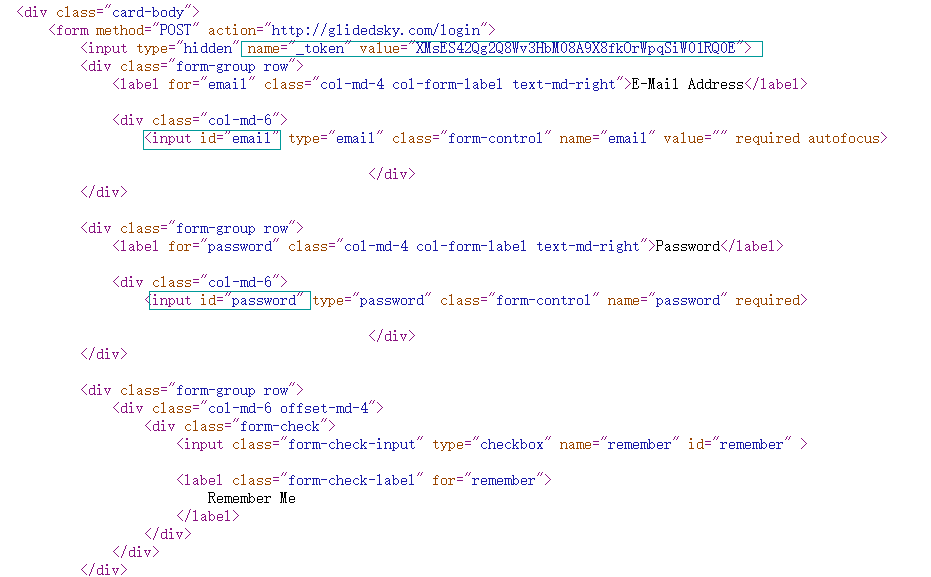 <div class="card-body">
<form method="POST" action="http://glidedsky.com/login">
<input type="hidden" name="_token" value="XMsES42Qg2Q8Wv3HbM08A9X8fkOrWpqSiWO1RQ0E">
<div class="form-group row">
<label for="email" class="col-md-4 col-form-label text-md-right">E-Mail Address</label>
<div class="col-md-6">
<input id="email" type="email" class="form-control" name="email" value="" required autofocus>
</div>
</div>
<div class="form-group row">
<label for="password" class="col-md-4 col-form-label text-md-right">Password</label>
<div class="col-md-6">
<input id="password" type="password" class="form-control" name="password" required>
</div>
</div>
<div class="form-group row">
<div class="col-md-6 offset-md-4">
<div class="form-check">
<input class="form-check-input" type="checkbox" name="remember" id="remember" >
<label class="form-check-label" for="remember">
Remember Me
</label>
</div>
</div>
</div>